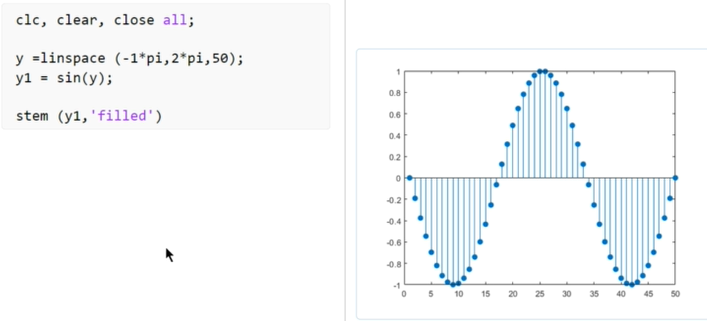 clc, clear, close all;
y =linspace (-1*pi,2*pi,50);
y1 = sin(y);
stem (y1,'filled')
1
0.8
0.6
0.4
0.2
0
-0.2
-0.4
-0.6
-0.8
-1
0 5 10 15 20 25 30 35 40 45 50